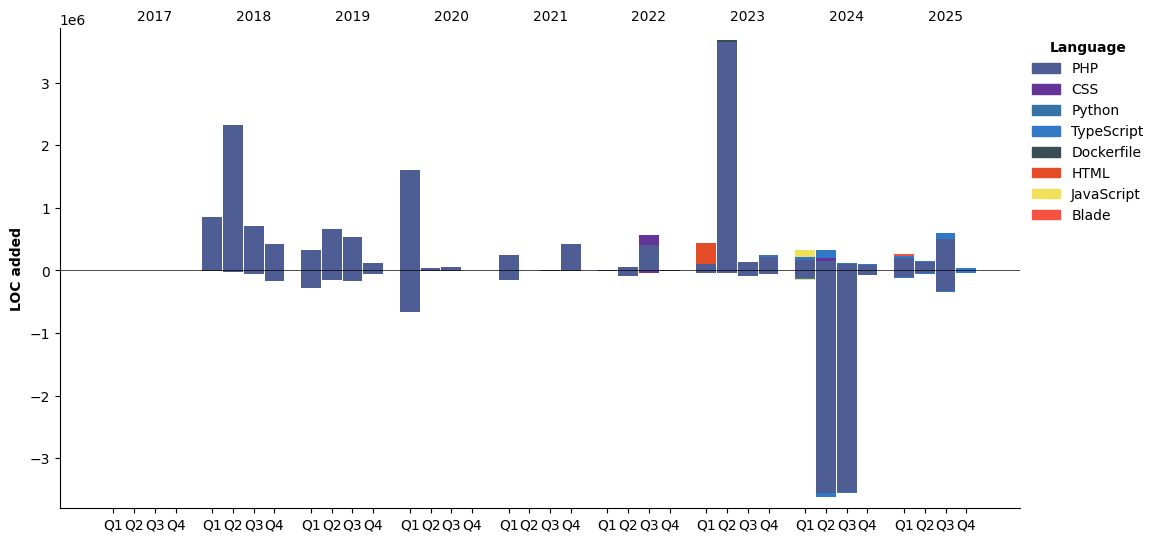 1e6
2017 2018 2019 2020 2021 2022 2023 2024 2025
Language
PHP
CSS
Python
TypeScript
Dockerfile
HTML
JavaScript
Blade
LOC added
3
2
1
0
−1
−2
−3
Q1 Q2 Q3 Q4 Q1 Q2 Q3 Q4 Q1 Q2 Q3 Q4 Q1 Q2 Q3 Q4 Q1 Q2 Q3 Q4 Q1 Q2 Q3 Q4 Q1 Q2 Q3 Q4 Q1 Q2 Q3 Q4 Q1 Q2 Q3 Q4